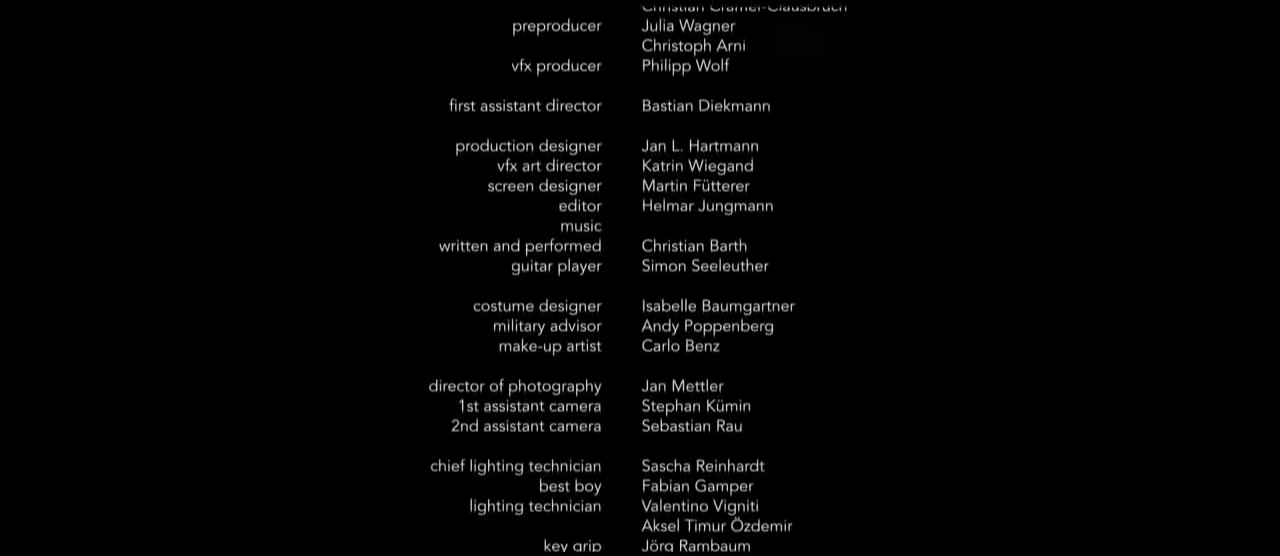 Christian Cramer-Clausbruch
preproducer Julia Wagner
Christoph Arni
vfx producer Philipp Wolf
first assistant director Bastian Diekmann
production designer Jan L. Hartmann
vfx art director Katrin Wiegand
screen designer Martin Fütterer
editor Helmar Jungmann
music
written and performed Christian Barth
guitar player Simon Seeleuther
costume designer Isabelle Baumgartner
military advisor Andy Poppenberg
make-up artist Carlo Benz
director of photography Jan Mettler
1st assistant camera Stephan Kümin
2nd assistant camera Sebastian Rau
chief lighting technician Sascha Reinhardt
best boy Fabian Gamper
lighting technician Valentino Vigniti
Aksel Timur Özdemir
key grip Jörg Rambaum